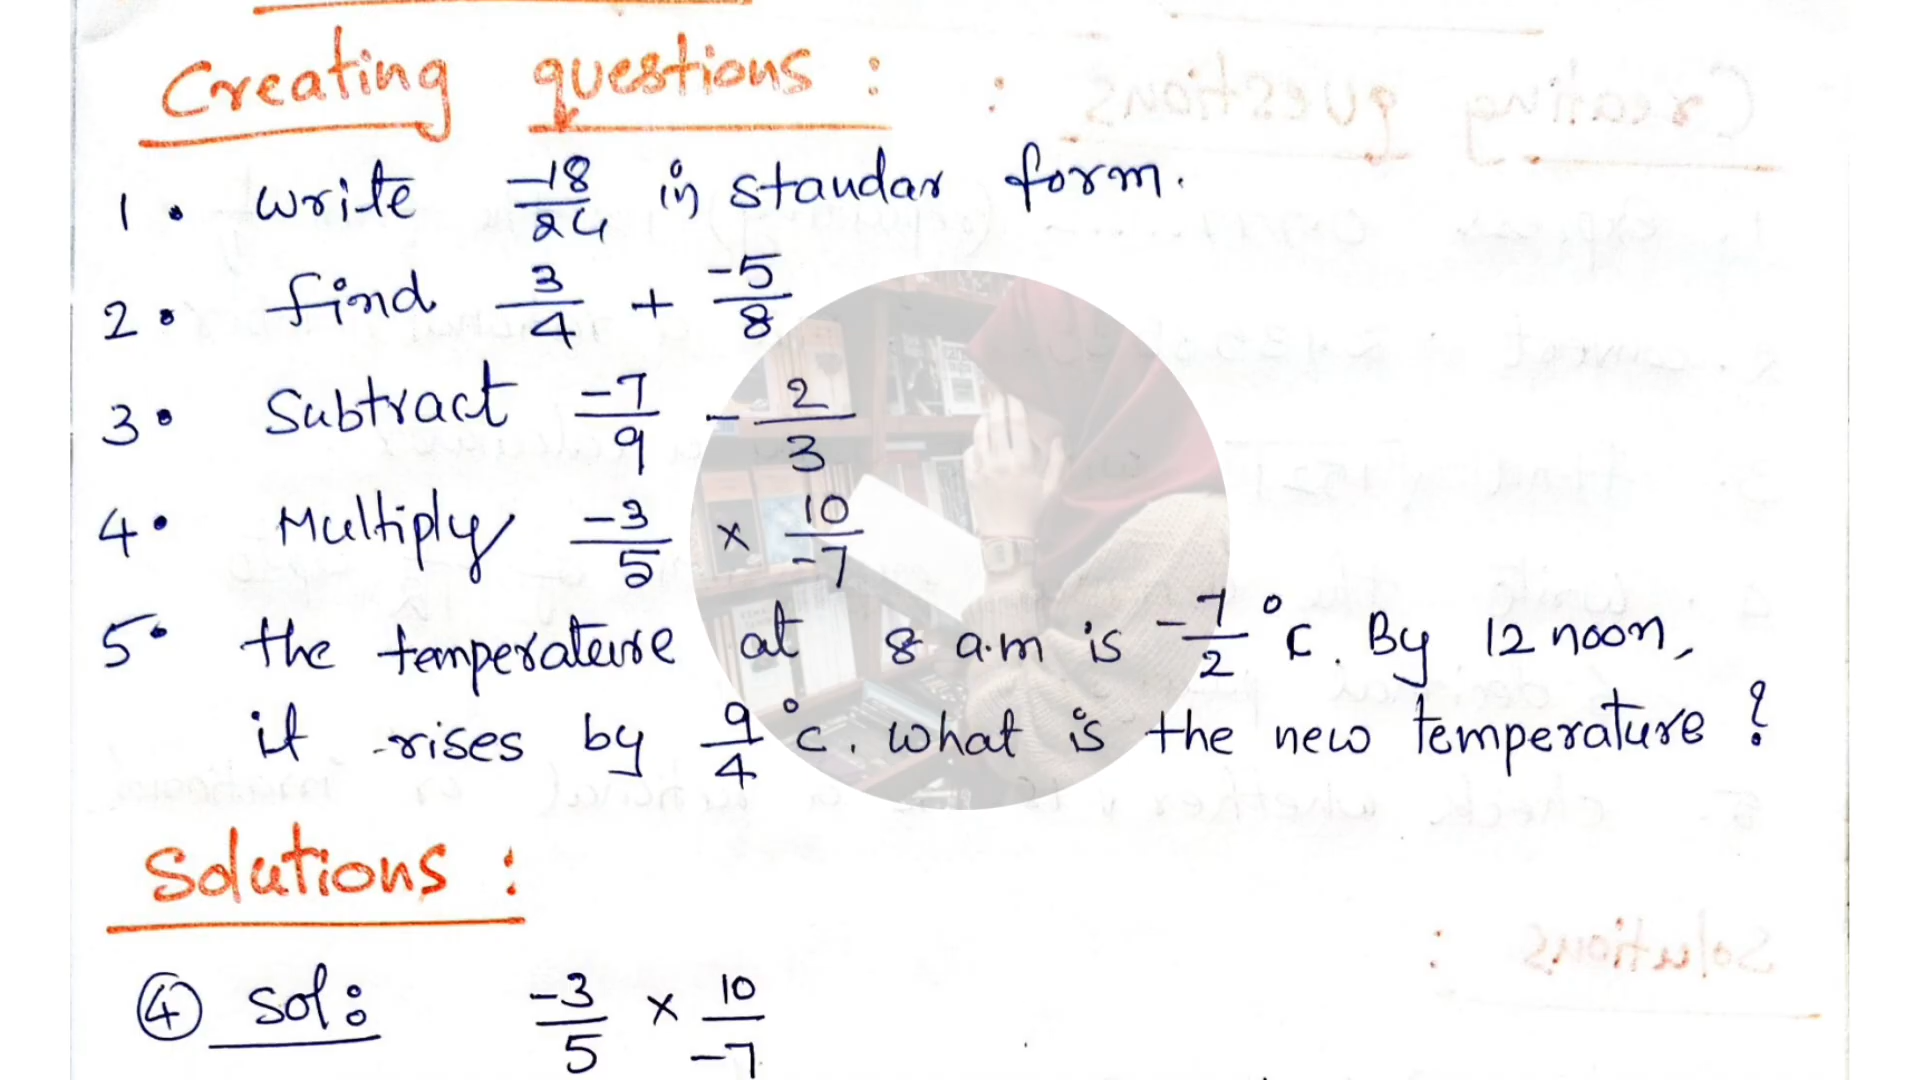 Creating questions :
1. Write -18/24 in standar form.
2. find 3/4 + -5/8
3. Subtract -7/9 - 2/3
4. Multiply -3/5 × 10/-7
5. the temperature at 8 a.m is -7/2 °C. By 12 noon,
it rises by 9/4 °c. What is the new temperature ?
Solutions :
④ sol: -3/5 × 10/-7